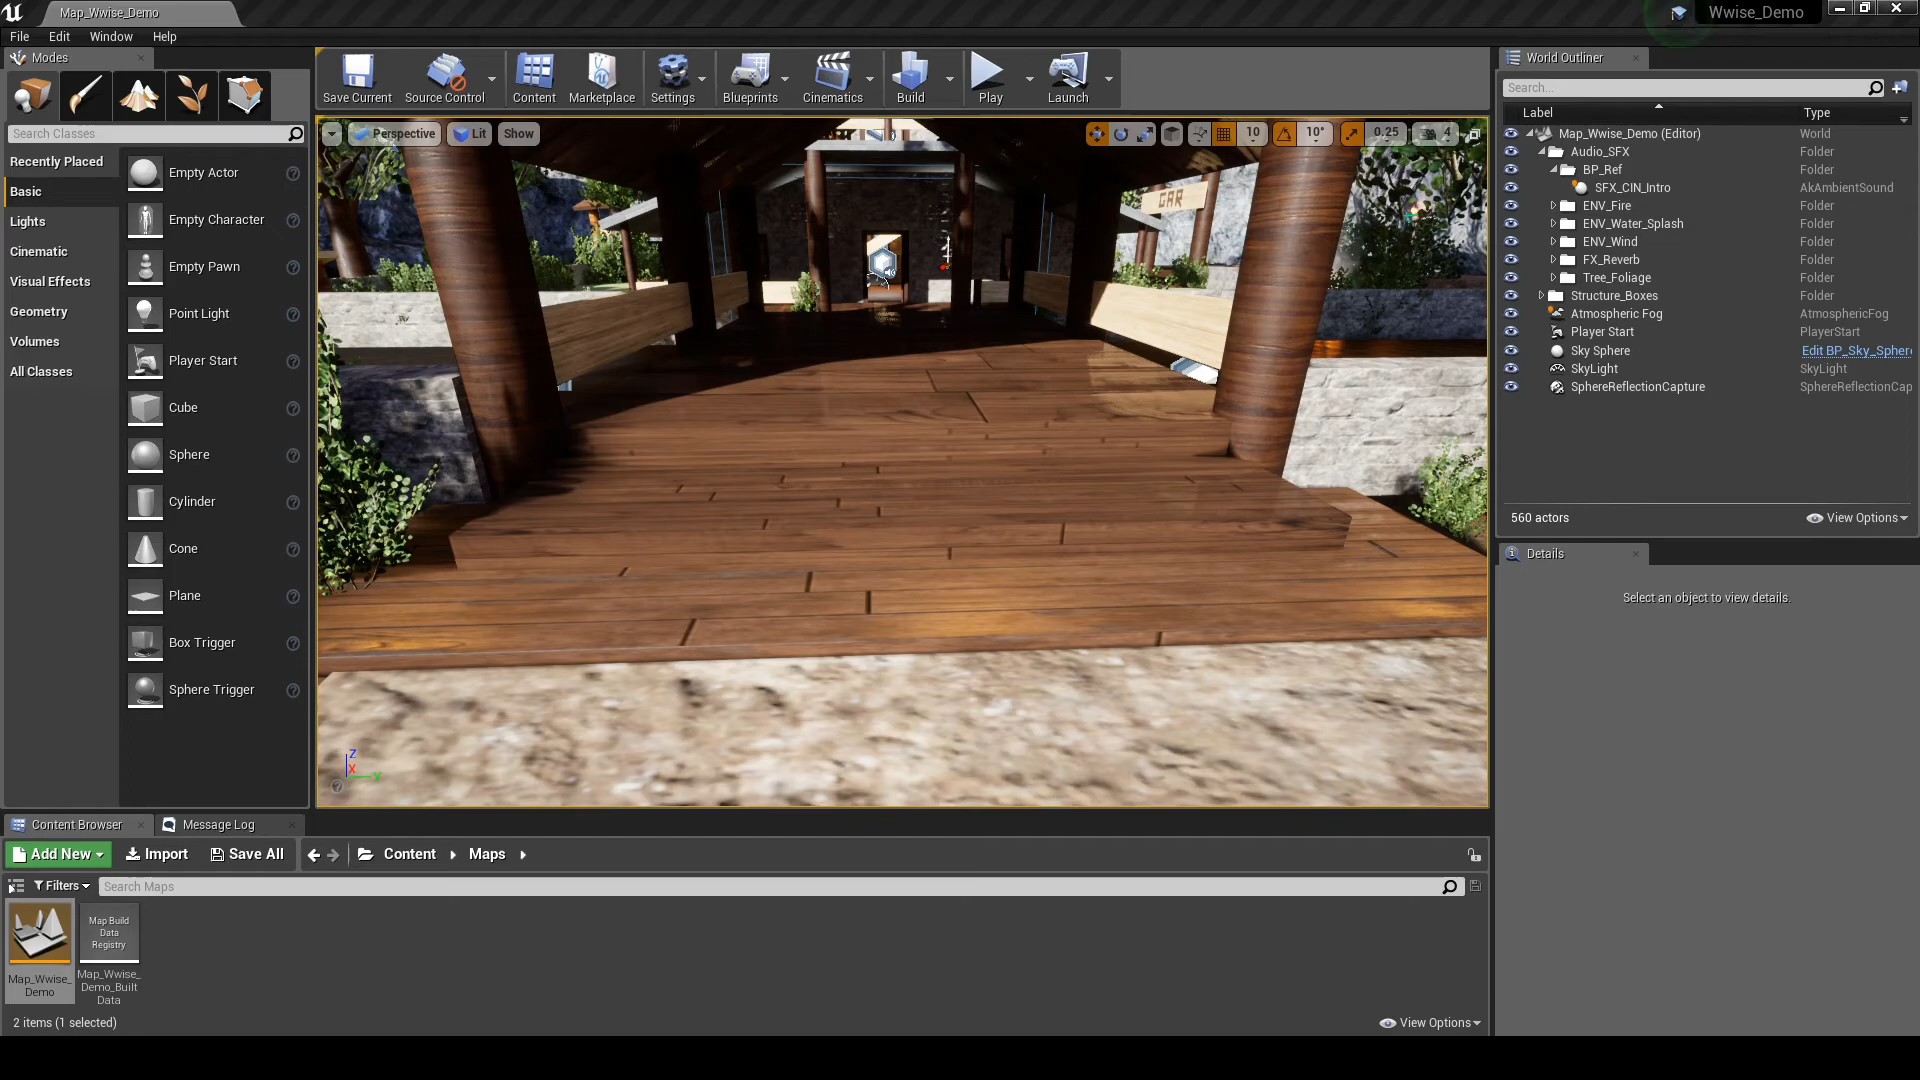 Map_Wwise_Demo
Wwise_Demo
File Edit Window Help
Modes
Search Classes
Recently Placed
Basic
Lights
Cinematic
Visual Effects
Geometry
Volumes
All Classes
Empty Actor
Empty Character
Empty Pawn
Point Light
Player Start
Cube
Sphere
Cylinder
Cone
Plane
Box Trigger
Sphere Trigger
Save Current
Source Control
Content
Marketplace
Settings
Blueprints
Cinematics
Build
Play
Launch
Perspective Lit Show
10 10° 0.25 4
GAR
Z
X
Y
World Outliner
Search...
Label Type
Map_Wwise_Demo (Editor) World
Audio_SFX Folder
BP_Ref Folder
SFX_CIN_Intro AkAmbientSound
ENV_Fire Folder
ENV_Water_Splash Folder
ENV_Wind Folder
FX_Reverb Folder
Tree_Foliage Folder
Structure_Boxes Folder
Atmospheric Fog AtmosphericFog
Player Start PlayerStart
Sky Sphere Edit BP_Sky_Spher
SkyLight SkyLight
SphereReflectionCapture SphereReflectionCap
560 actors View Options
Details
Select an object to view details.
Content Browser Message Log
Add New Import Save All Content Maps
Filters Search Maps
Map_Wwise_
Demo
Map Build
Data
Registry
Map_Wwise_
Demo_Built
Data
2 items (1 selected) View Options